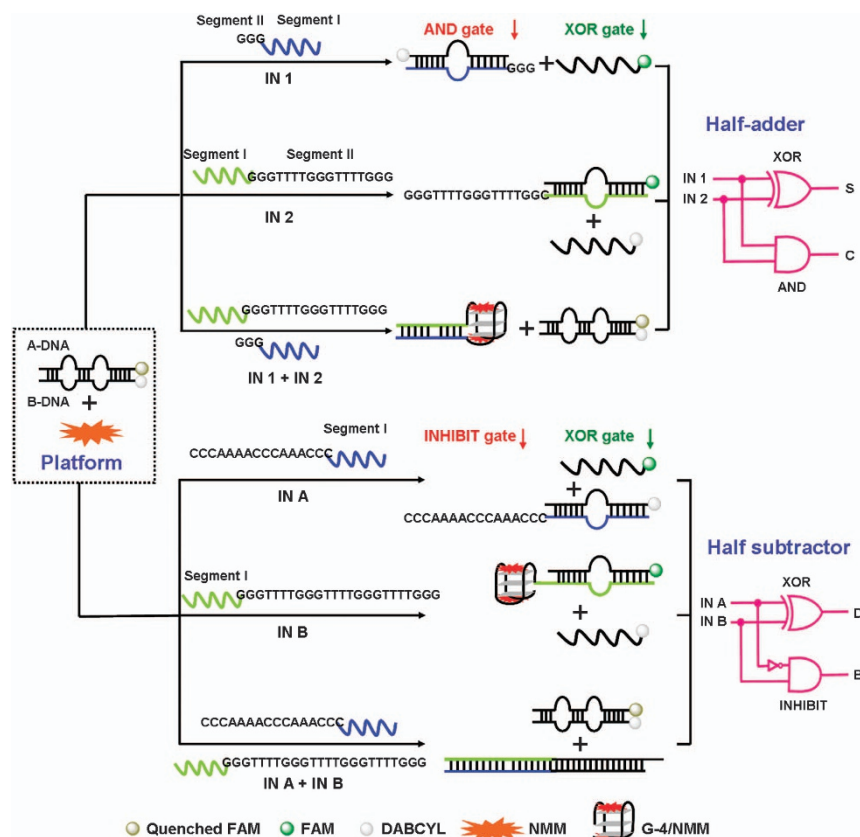 Segment II Segment I
GGG
IN 1
AND gate
XOR gate
GGG
+
Segment I Segment II
GGGTTTTGGGTTTTGGG
IN 2
GGGTTTTGGGTTTTGGC
+
GGGTTTTGGGTTTTGGG
GGG
IN 1 + IN 2
+
Half-adder
XOR
IN 1
IN 2
S
C
AND
A-DNA
B-DNA
+
Platform
Segment I
CCCAAAACCCAAACCC
IN A
INHIBIT gate
XOR gate
+
CCCAAAACCCAAACCC
Segment I
GGGTTTTGGGTTTTGGGTTTTGGG
IN B
+
CCCAAAACCCAAACCC
GGGTTTTGGGTTTTGGGTTTTGGG
IN A + IN B
+
Half subtractor
XOR
IN A
IN B
D
B
INHIBIT
Quenched FAM FAM DABCYL NMM G-4/NMM